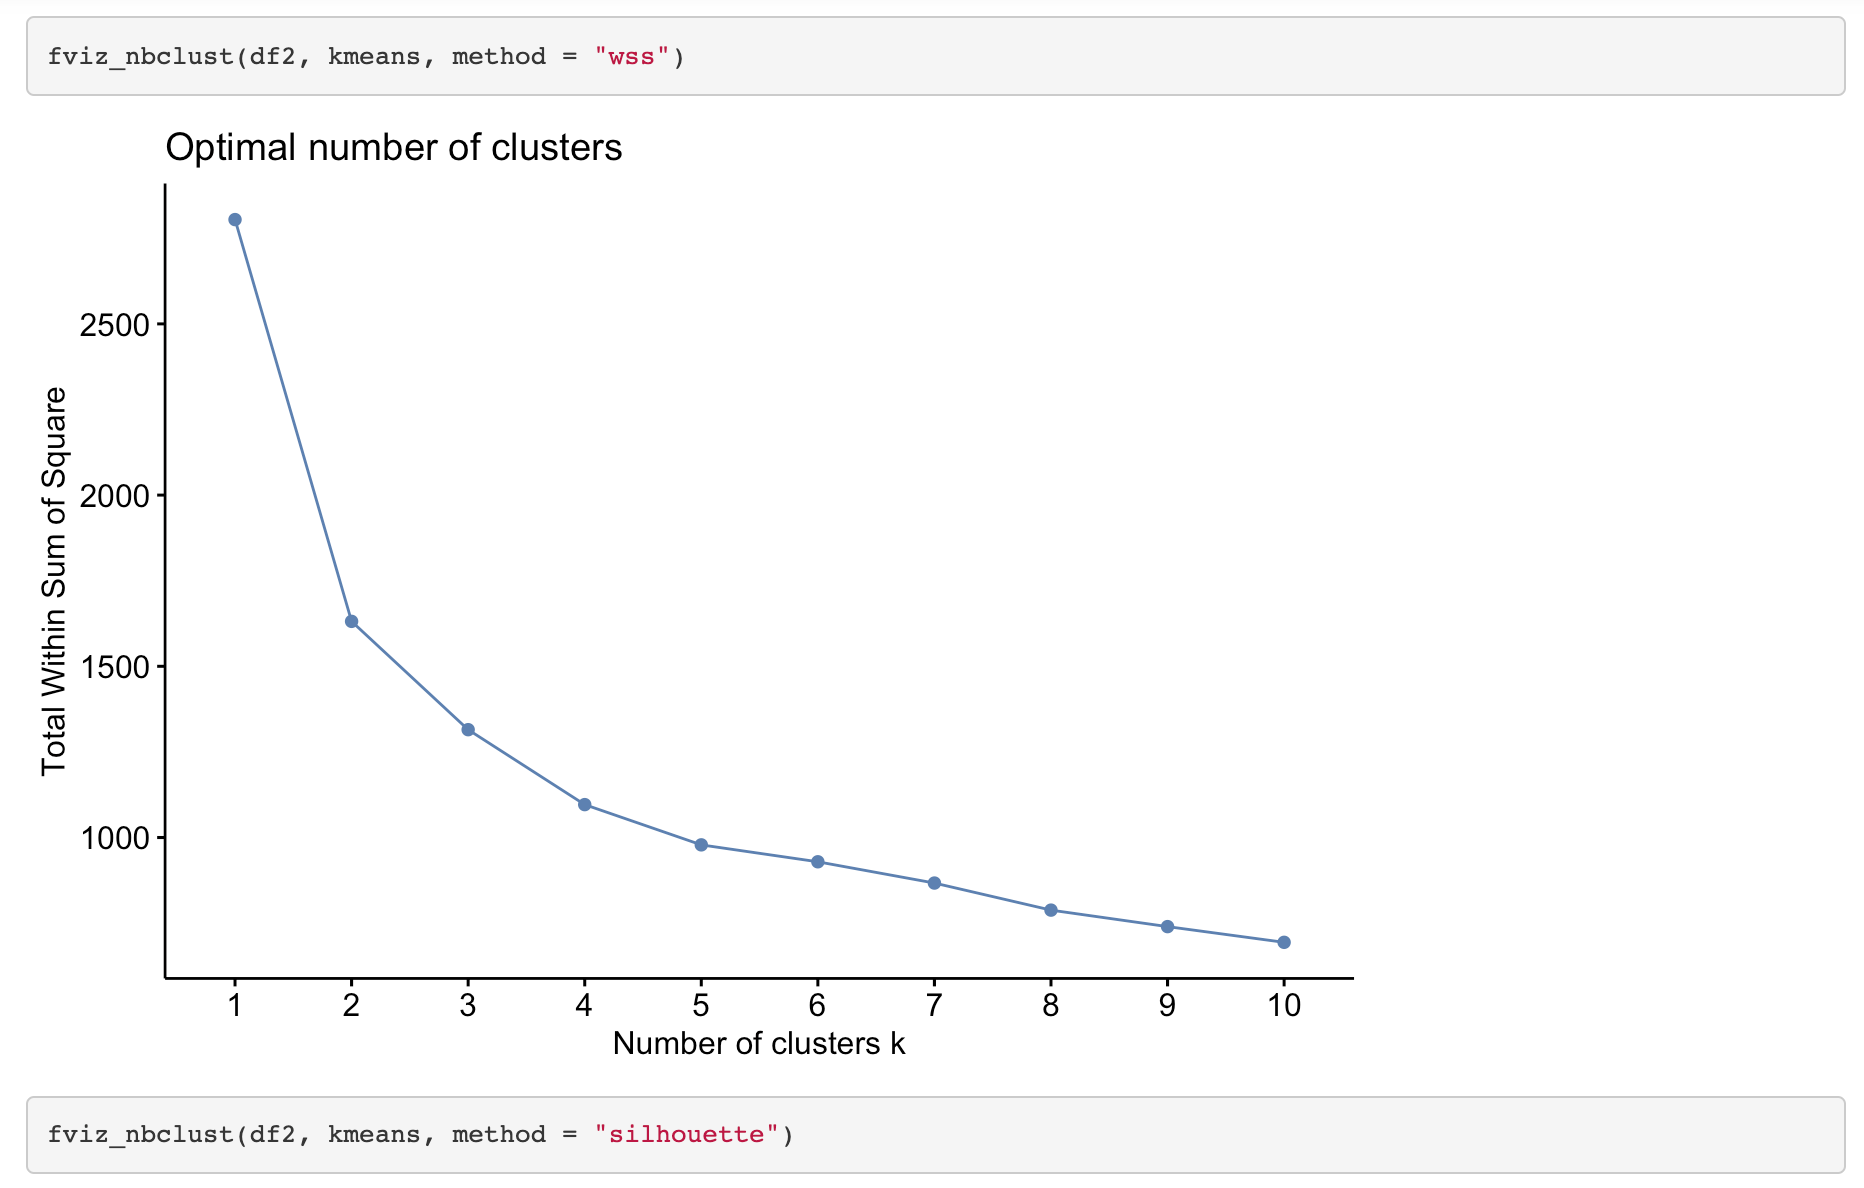 fviz_nbclust(df2, kmeans, method = "wss")
Optimal number of clusters
Total Within Sum of Square
2500
2000
1500
1000
1 2 3 4 5 6 7 8 9 10
Number of clusters k
fviz_nbclust(df2, kmeans, method = "silhouette")